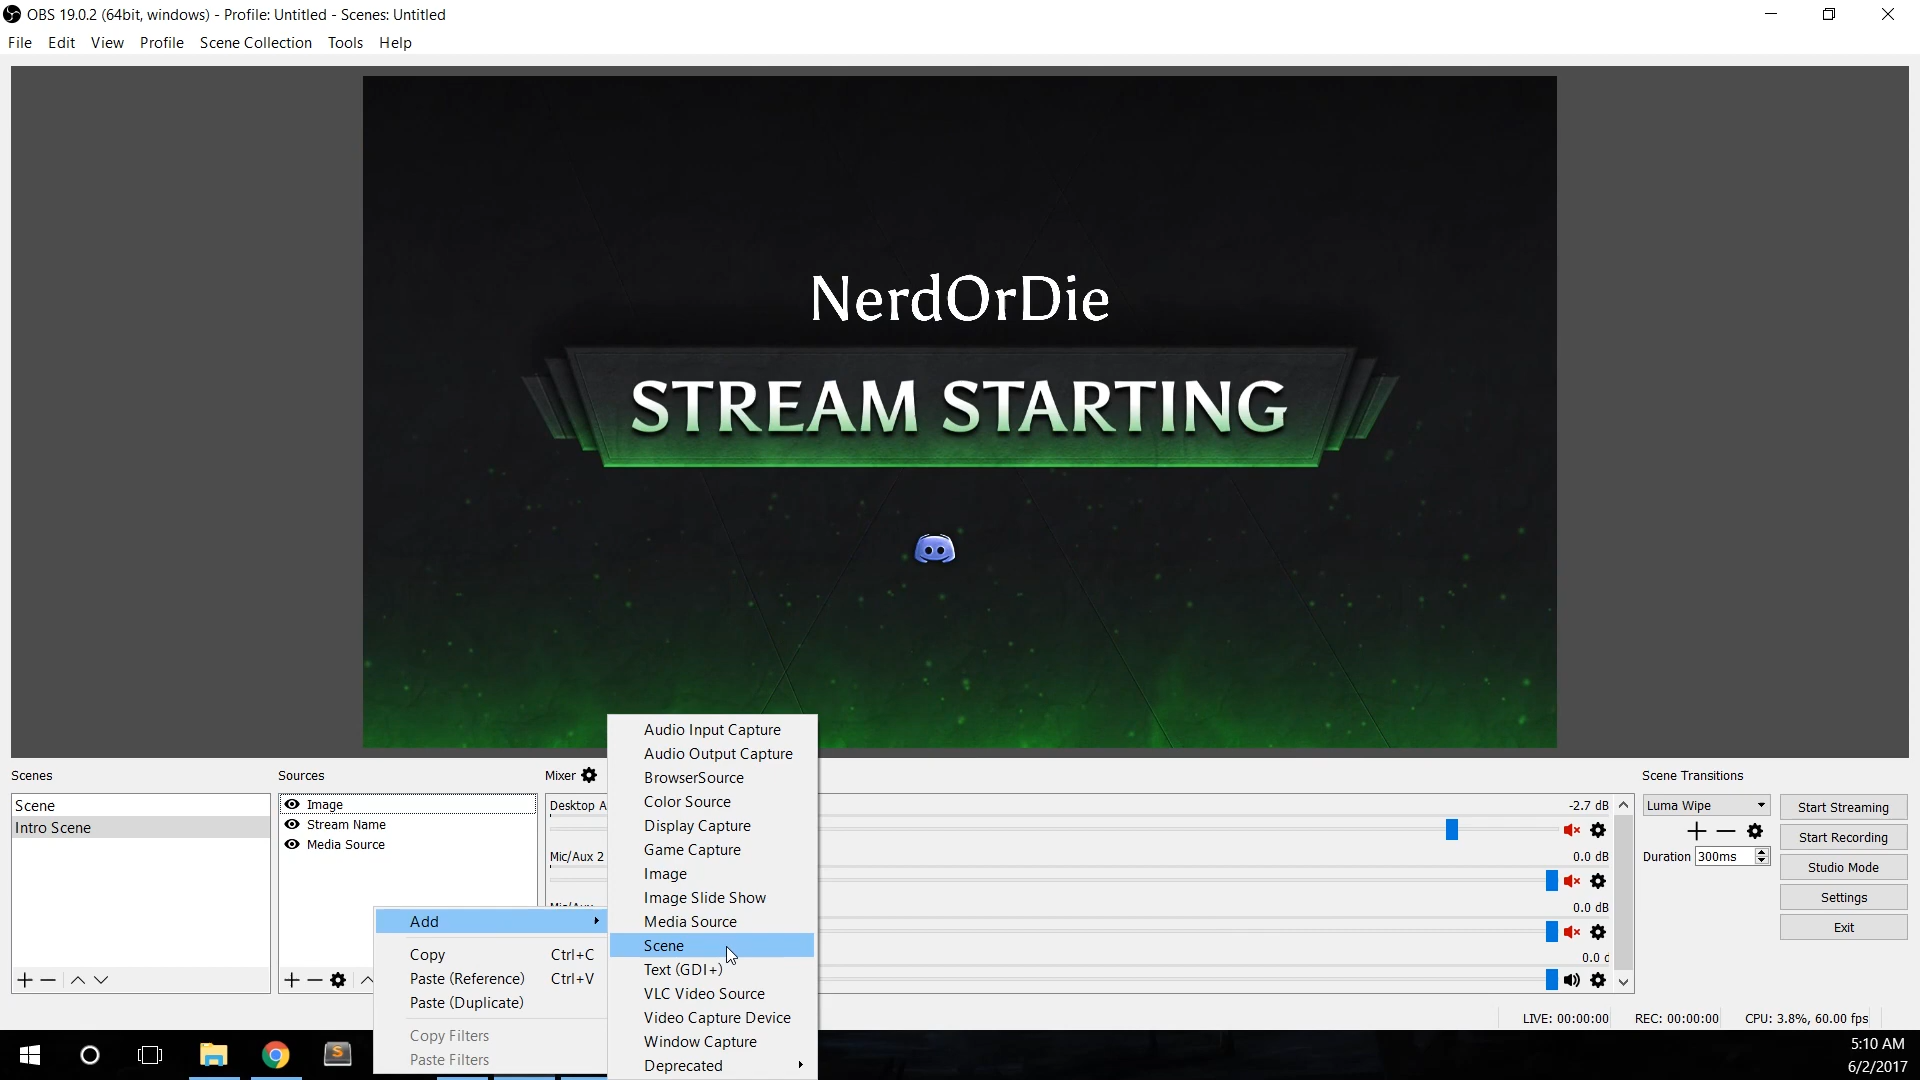 OBS 19.0.2 (64bit, windows) - Profile: Untitled - Scenes: Untitled
File Edit View Profile Scene Collection Tools Help
NerdOrDie
STREAM STARTING
Scenes
Scene
Intro Scene
Sources
Image
Stream Name
Media Source
Add
Copy Ctrl+C
Paste (Reference) Ctrl+V
Paste (Duplicate)
Copy Filters
Paste Filters
Audio Input Capture
Audio Output Capture
BrowserSource
Color Source
Display Capture
Game Capture
Image
Image Slide Show
Media Source
Scene
Text (GDI+)
VLC Video Source
Video Capture Device
Window Capture
Deprecated
Mixer
Desktop A
-2.7 dB
Mic/Aux 2
0.0 dB
0.0 dB
0.0
Scene Transitions
Luma Wipe
Duration 300ms
Start Streaming
Start Recording
Studio Mode
Settings
Exit
LIVE: 00:00:00 REC: 00:00:00 CPU: 3.8%, 60.00 fps
5:10 AM
6/2/2017